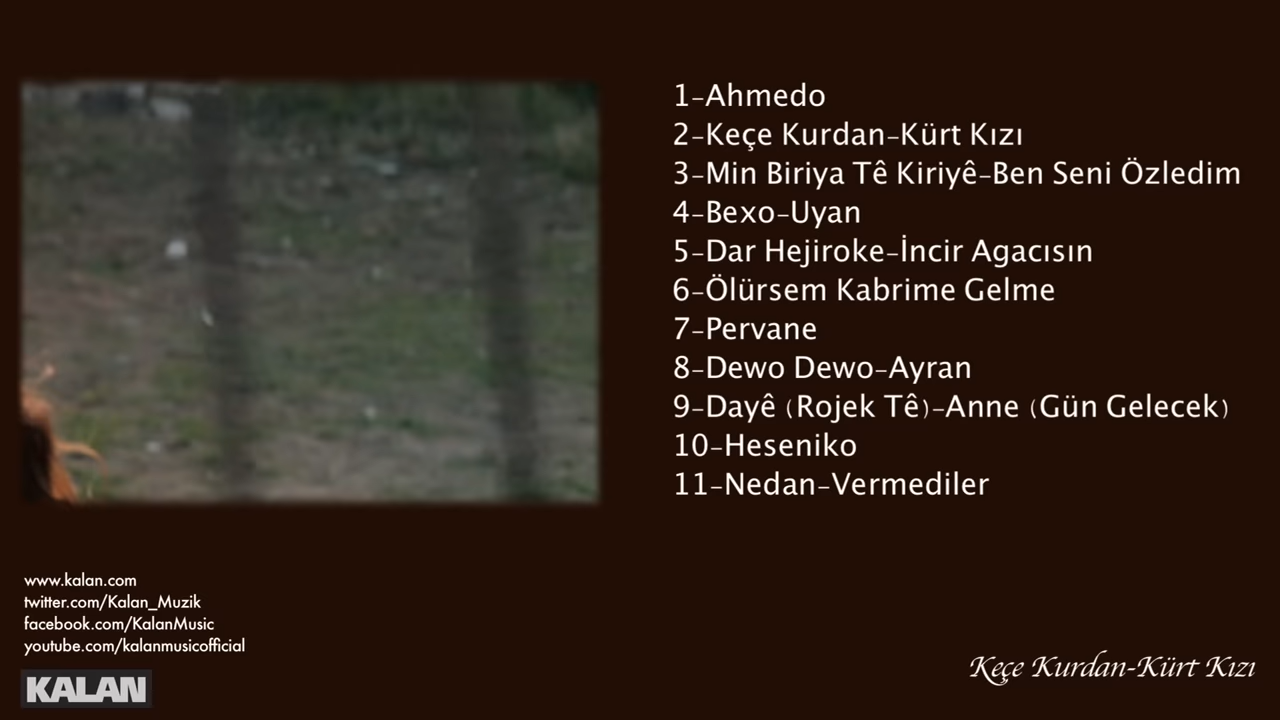 1-Ahmedo
2-Keçe Kurdan-Kürt Kızı
3-Min Biriya Tê Kiriyê-Ben Seni Özledim
4-Bexo-Uyan
5-Dar Hejiroke-İncir Agacısın
6-Ölürsem Kabrime Gelme
7-Pervane
8-Dewo Dewo-Ayran
9-Dayê (Rojek Tê)-Anne (Gün Gelecek)
10-Heseniko
11-Nedan-Vermediler
www.kalan.com
twitter.com/Kalan_Muzik
facebook.com/KalanMusic
youtube.com/kalanmusicofficial
KALAN
Keçe Kurdan-Kürt Kızı